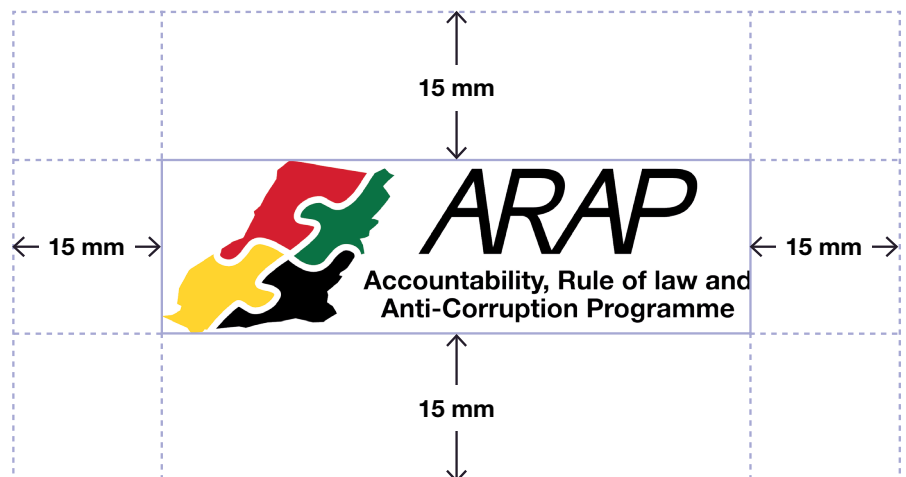 15 mm
ARAP
15 mm
15 mm
Accountability, Rule of law and
Anti-Corruption Programme
15 mm